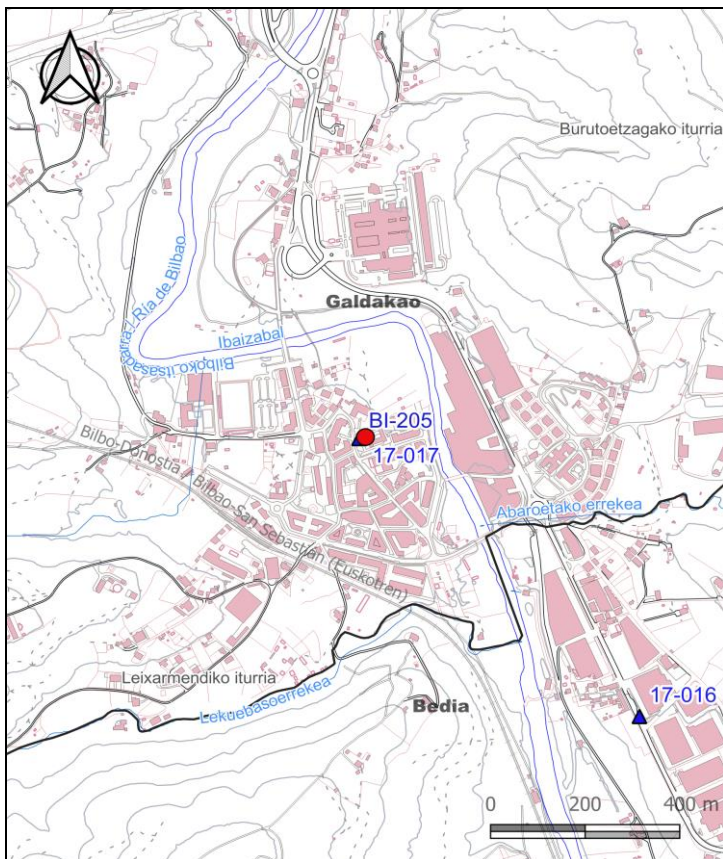 Burutoetzagako iturria
Galdakao
Bilboko itsasadarra / Ría de Bilbao
Ibaizabal
BI-205
17-017
Bilbo-Donostia / Bilbao-San Sebastián (Euskotren)
Abaroetako erreka
Leixarmendiko iturria
Lekuebasoerrekea
Bedia
17-016
0 200 400 m